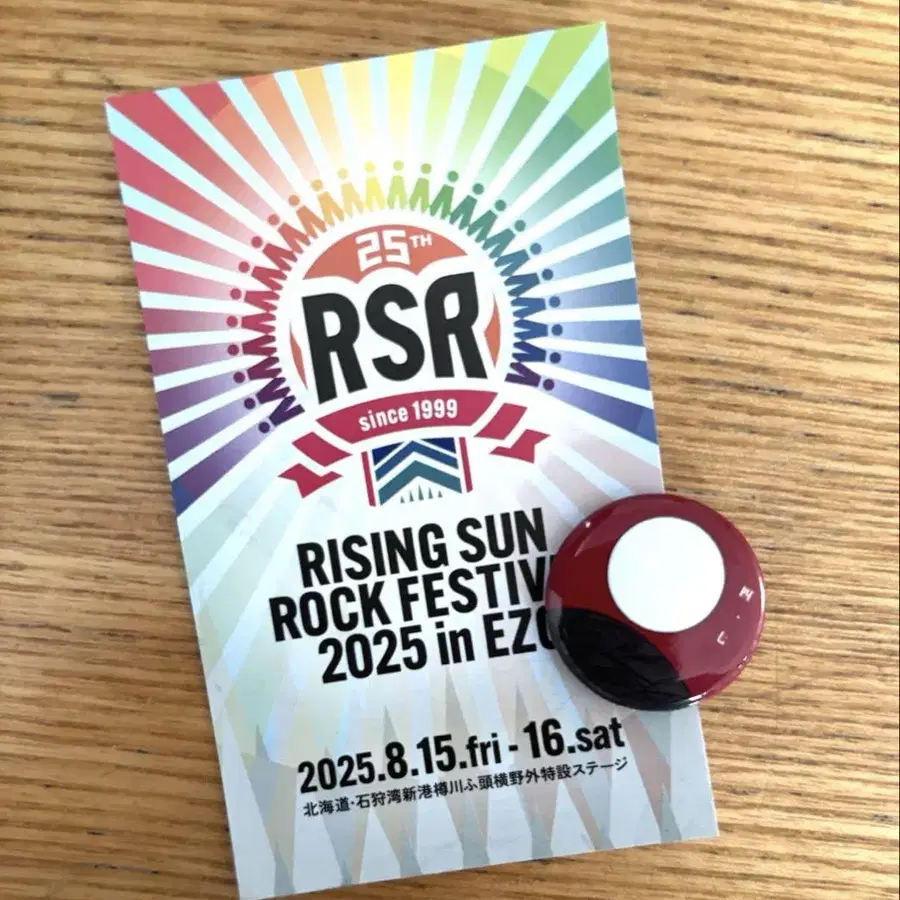 25TH
RSR
since 1999
RISING SUN
ROCK FESTIV
2025 in EZO
2025.8.15.fri - 16.sat
北海道・石狩湾新港樽川ふ頭横野外特設ステージ